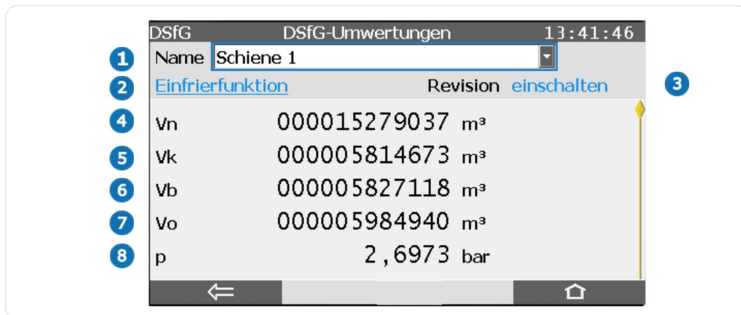 DSfG DSfG-Umwertungen 13:41:46
1 Name Schiene 1
2 Einfrierfunktion Revision einschalten 3
4 Vn 000015279037 m³
5 Vk 000005814673 m³
6 Vb 000005827118 m³
7 Vo 000005984940 m³
8 p 2,6973 bar